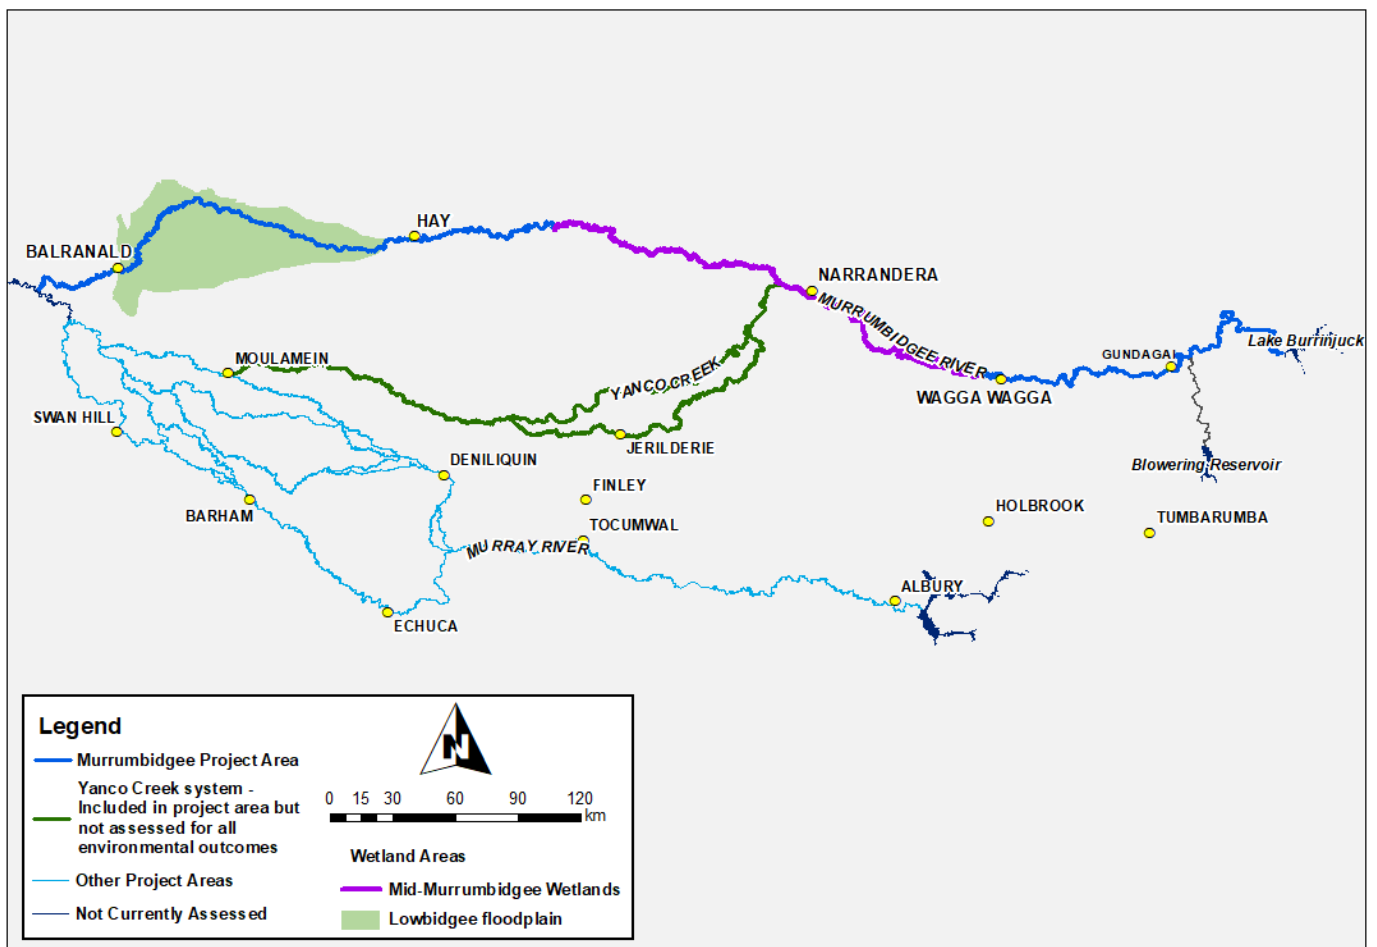 HAY
BALRANALD
NARRANDERA
MURRUMBIDGEE RIVER
Lake Burrinjuck
GUNDAGAI
MOULAMEIN
YANCO CREEK
WAGGA WAGGA
SWAN HILL
JERILDERIE
DENILIQUIN
Blowering Reservoir
FINLEY
HOLBROOK
BARHAM
TUMBARUMBA
TOCUMWAL
MURRAY RIVER
ALBURY
ECHUCA
Legend
Murrumbidgee Project Area
Yanco Creek system -
Included in project area but
not assessed for all
environmental outcomes
Other Project Areas
Not Currently Assessed
N
0 15 30 60 90 120
km
Wetland Areas
Mid-Murrumbidgee Wetlands
Lowbidgee floodplain